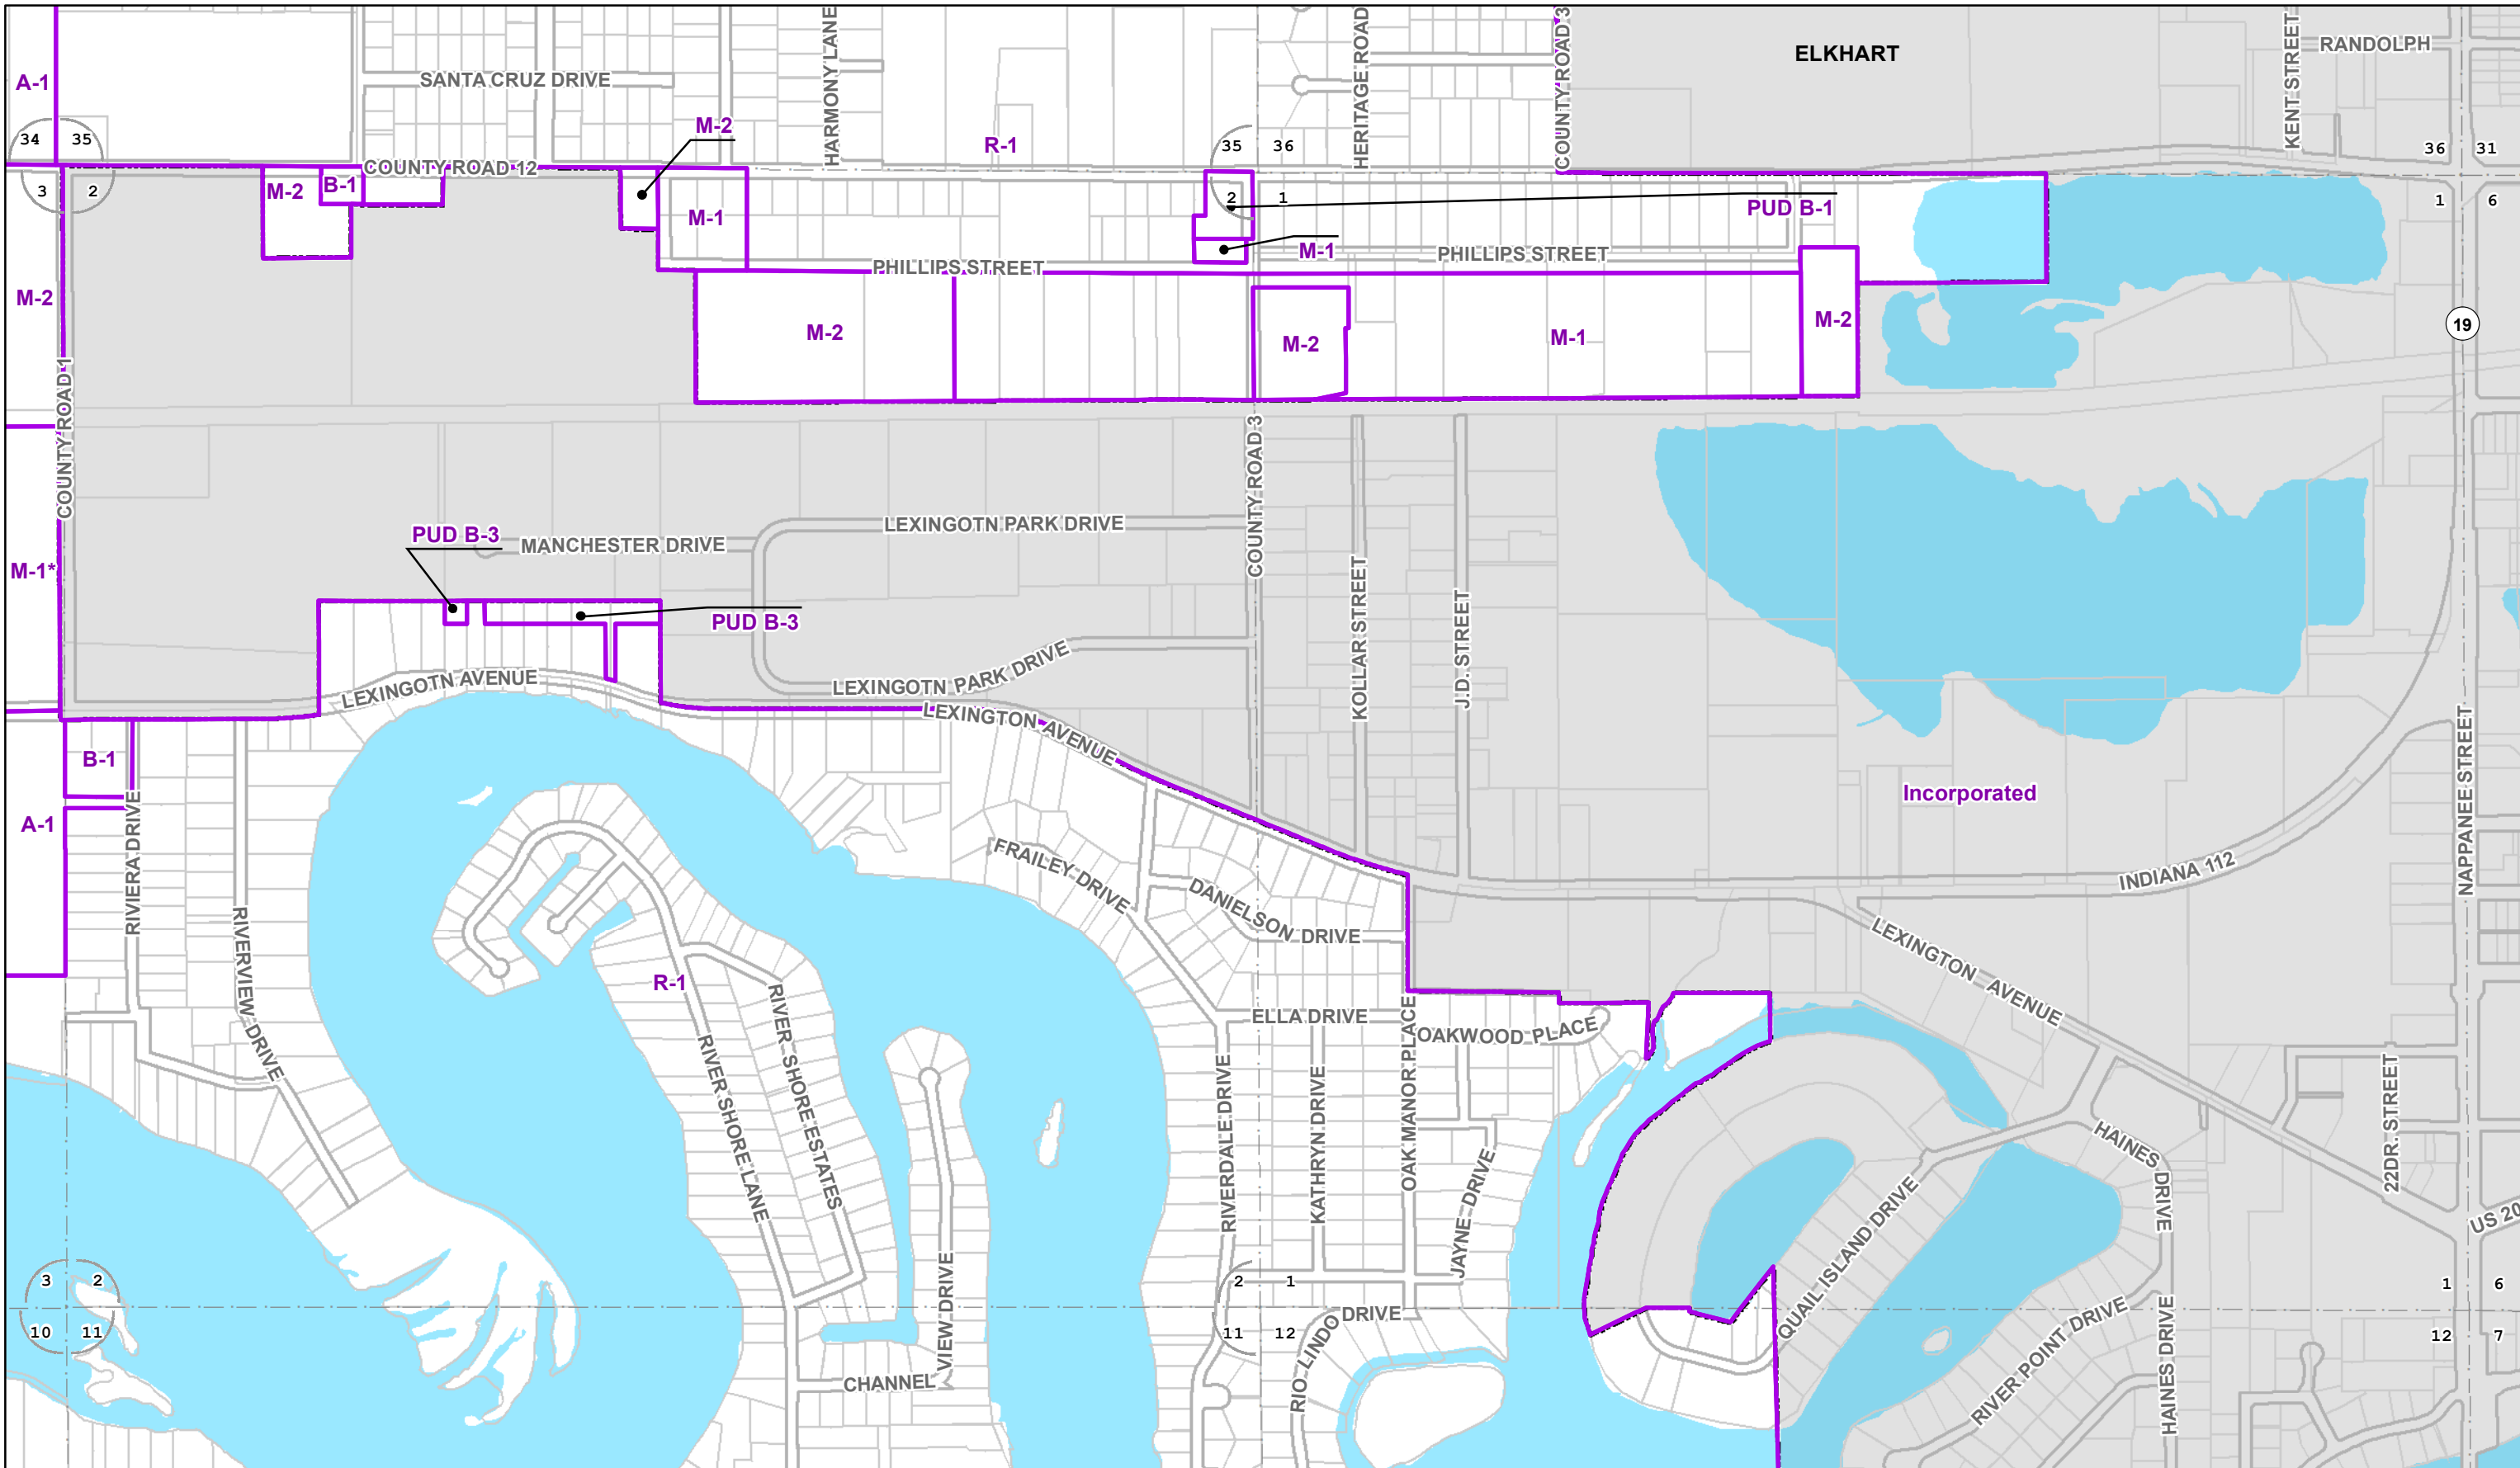 ELKHART
RANDOLPH
KENT STREET
COUNTY ROAD 3
HERITAGE ROAD
HARMONY LANE
SANTA CRUZ DRIVE
A-1
34
35
M-2
R-1
35
36
36
31
COUNTY ROAD 12
3
2
M-2
B-1
M-1
2
1
PUD B-1
1
6
M-1
PHILLIPS STREET
PHILLIPS STREET
M-2
M-2
M-2
M-1
M-2
19
COUNTY ROAD 1
COUNTY ROAD 3
LEXINGOTN PARK DRIVE
PUD B-3
MANCHESTER DRIVE
M-1*
PUD B-3
KOLLAR STREET
J.D. STREET
LEXINGOTN AVENUE
LEXINGOTN PARK DRIVE
LEXINGTON AVENUE
B-1
Incorporated
NAPPANEE STREET
A-1
RIVIERA DRIVE
FRAILEY DRIVE
INDIANA 112
DANIELSON DRIVE
RIVERVIEW DRIVE
LEXINGTON AVENUE
R-1
RIVER SHORE ESTATES
ELLA DRIVE
OAKWOOD PLACE
RIVER SHORE LANE
RIVERDALE DRIVE
KATHRYN DRIVE
OAK MANOR PLACE
JAYNE DRIVE
22DR. STREET
HAINES DRIVE
QUAIL ISLAND DRIVE
US 20
3
2
2
1
1
6
VIEW DRIVE
10
11
11
12
RIO LINDO DRIVE
12
7
RIVER POINT DRIVE
HAINES DRIVE
CHANNEL